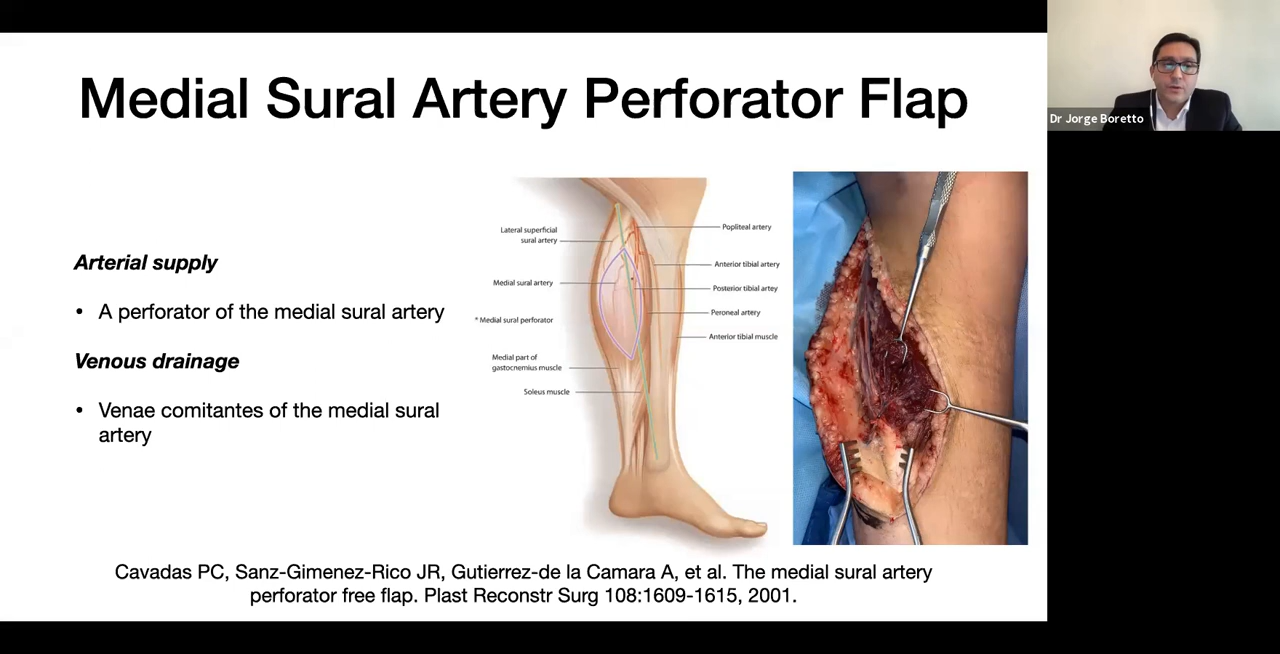 Medial Sural Artery Perforator Flap
Dr Jorge Boretto
Arterial supply
• A perforator of the medial sural artery
Venous drainage
• Venae comitantes of the medial sural
artery
Lateral superficial
sural artery
Medial sural artery
* Medial sural perforator
Medial part of
gastocnemius muscle
Soleus muscle
Popliteal artery
Anterior tibial artery
Posterior tibial artey
Peroneal artery
Anterior tibial muscle
Cavadas PC, Sanz-Gimenez-Rico JR, Gutierrez-de la Camara A, et al. The medial sural artery
perforator free flap. Plast Reconstr Surg 108:1609-1615, 2001.